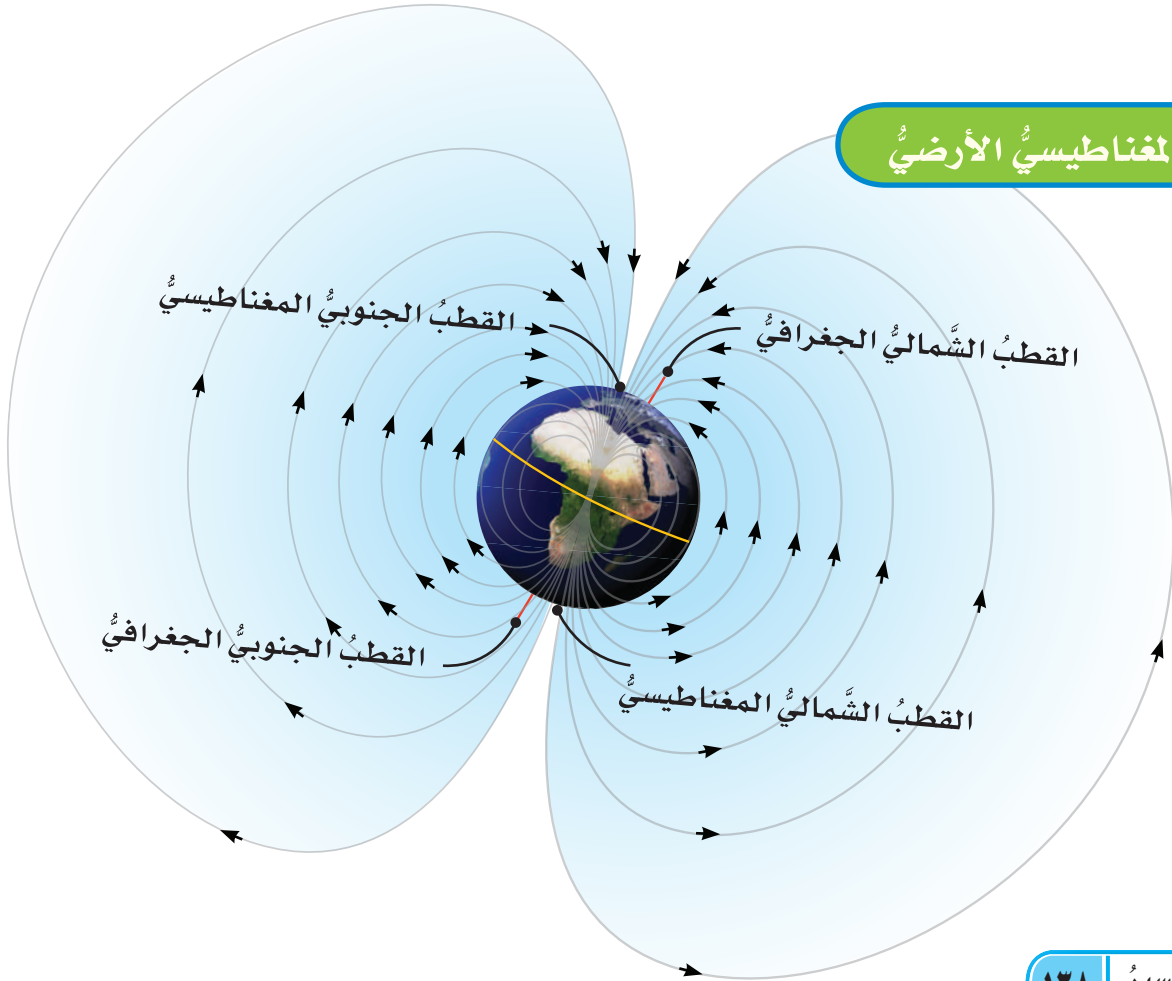 لمغناطيسيُّ الأرضيُّ
القطبُ الجنوبيُّ المغناطيسيُّ
القطبُ الشَّماليُّ الجغرافيُّ
القطبُ الجنوبيُّ الجغرافيُّ
القطبُ الشَّماليُّ المغناطيسيُّ